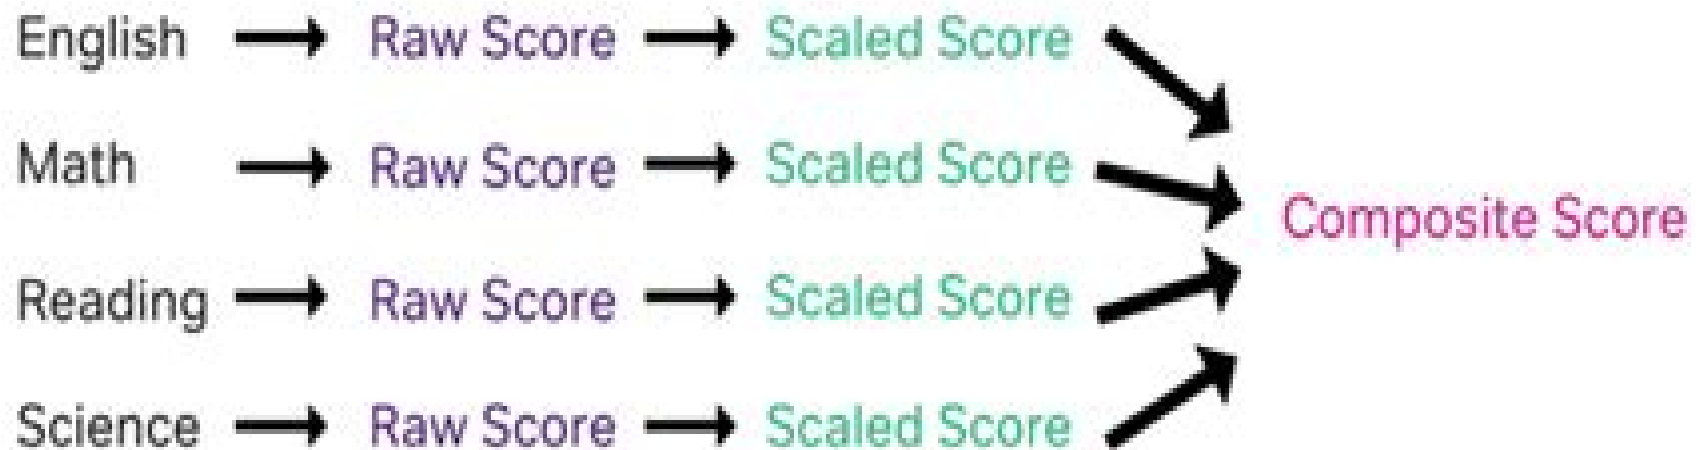 English → Raw Score → Scaled Score
Math → Raw Score → Scaled Score
Composite Score
Reading → Raw Score → Scaled Score
Science → Raw Score → Scaled Score